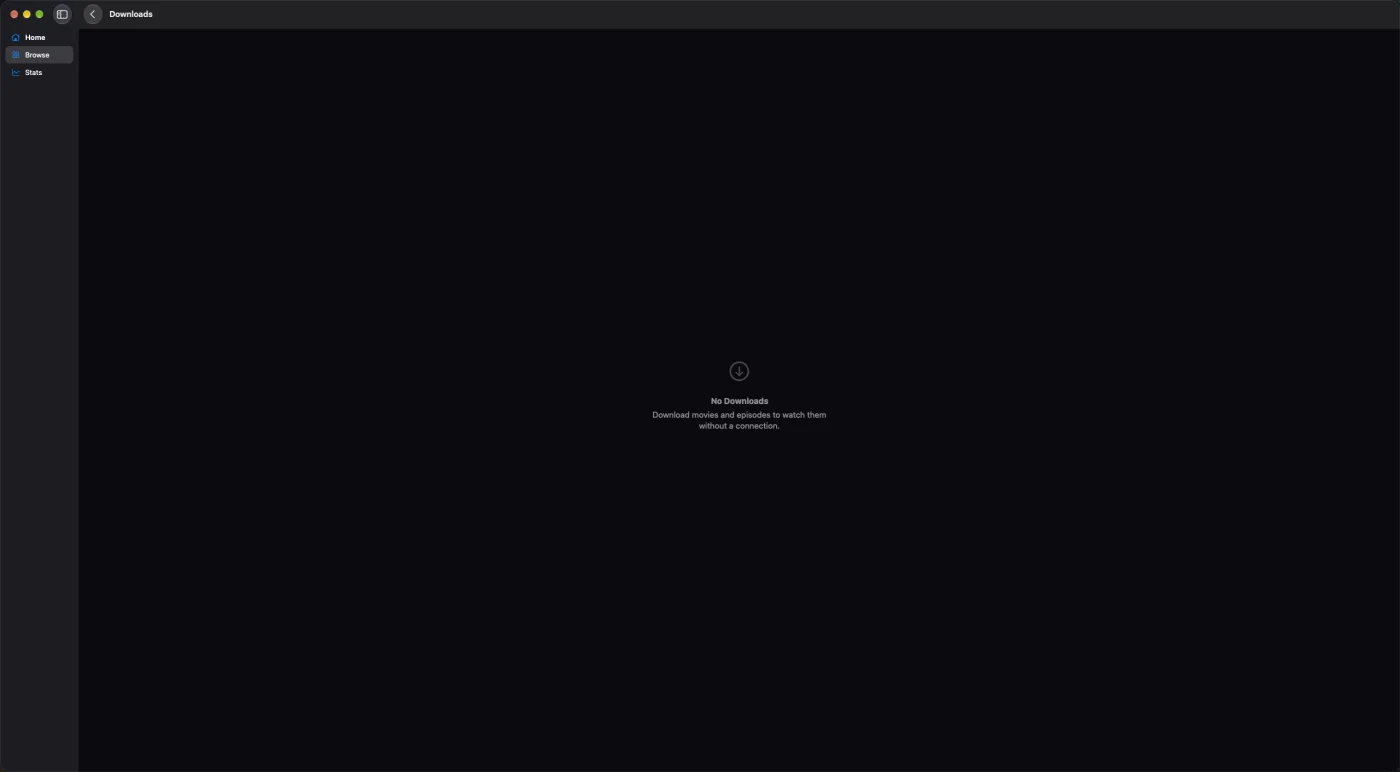 Downloads
Home
Browse
Stats
No Downloads
Download movies and episodes to watch them
without a connection.